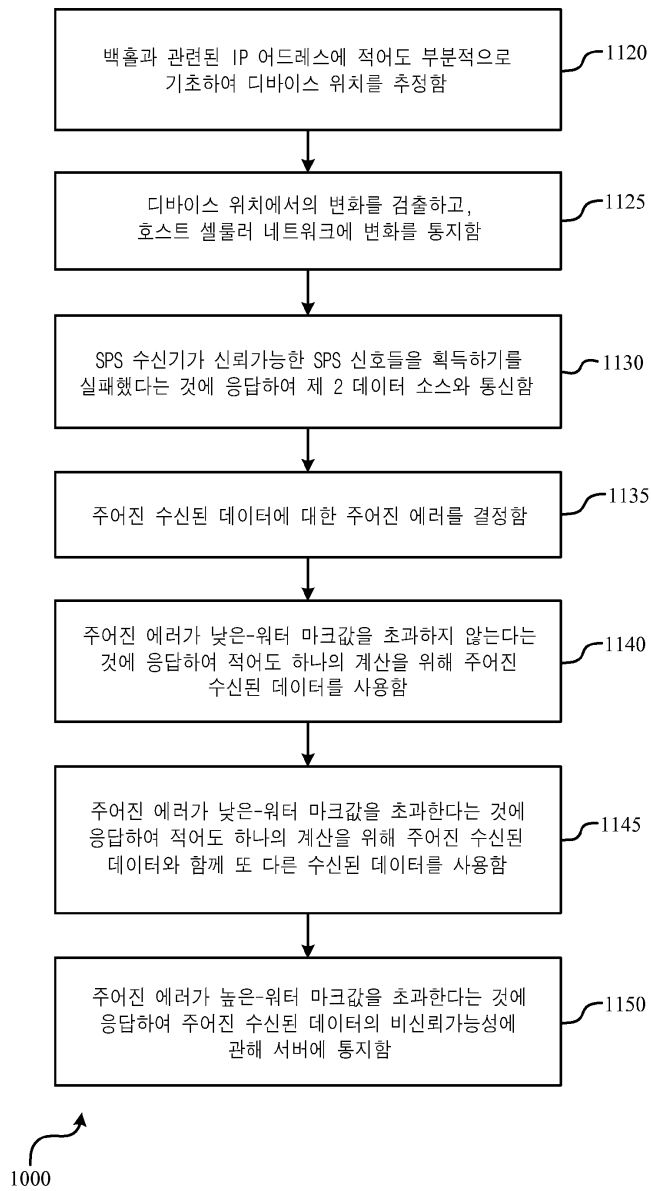 백홀과 관련된 IP 어드레스에 적어도 부분적으로
기초하여 디바이스 위치를 추정함
1120
디바이스 위치에서의 변화를 검출하고,
호스트 셀룰러 네트워크에 변화를 통지함
1125
SPS 수신기가 신뢰가능한 SPS 신호들을 획득하기를
실패했다는 것에 응답하여 제 2 데이터 소스와 통신함
1130
주어진 수신된 데이터에 대한 주어진 에러를 결정함
1135
주어진 에러가 낮은-워터 마크값을 초과하지 않는다는
것에 응답하여 적어도 하나의 계산을 위해 주어진
수신된 데이터를 사용함
1140
주어진 에러가 낮은-워터 마크값을 초과한다는 것에
응답하여 적어도 하나의 계산을 위해 주어진 수신된
데이터와 함께 또 다른 수신된 데이터를 사용함
1145
주어진 에러가 높은-워터 마크값을 초과한다는 것에
응답하여 주어진 수신된 데이터의 비신뢰가능성에
관해 서버에 통지함
1150
1000